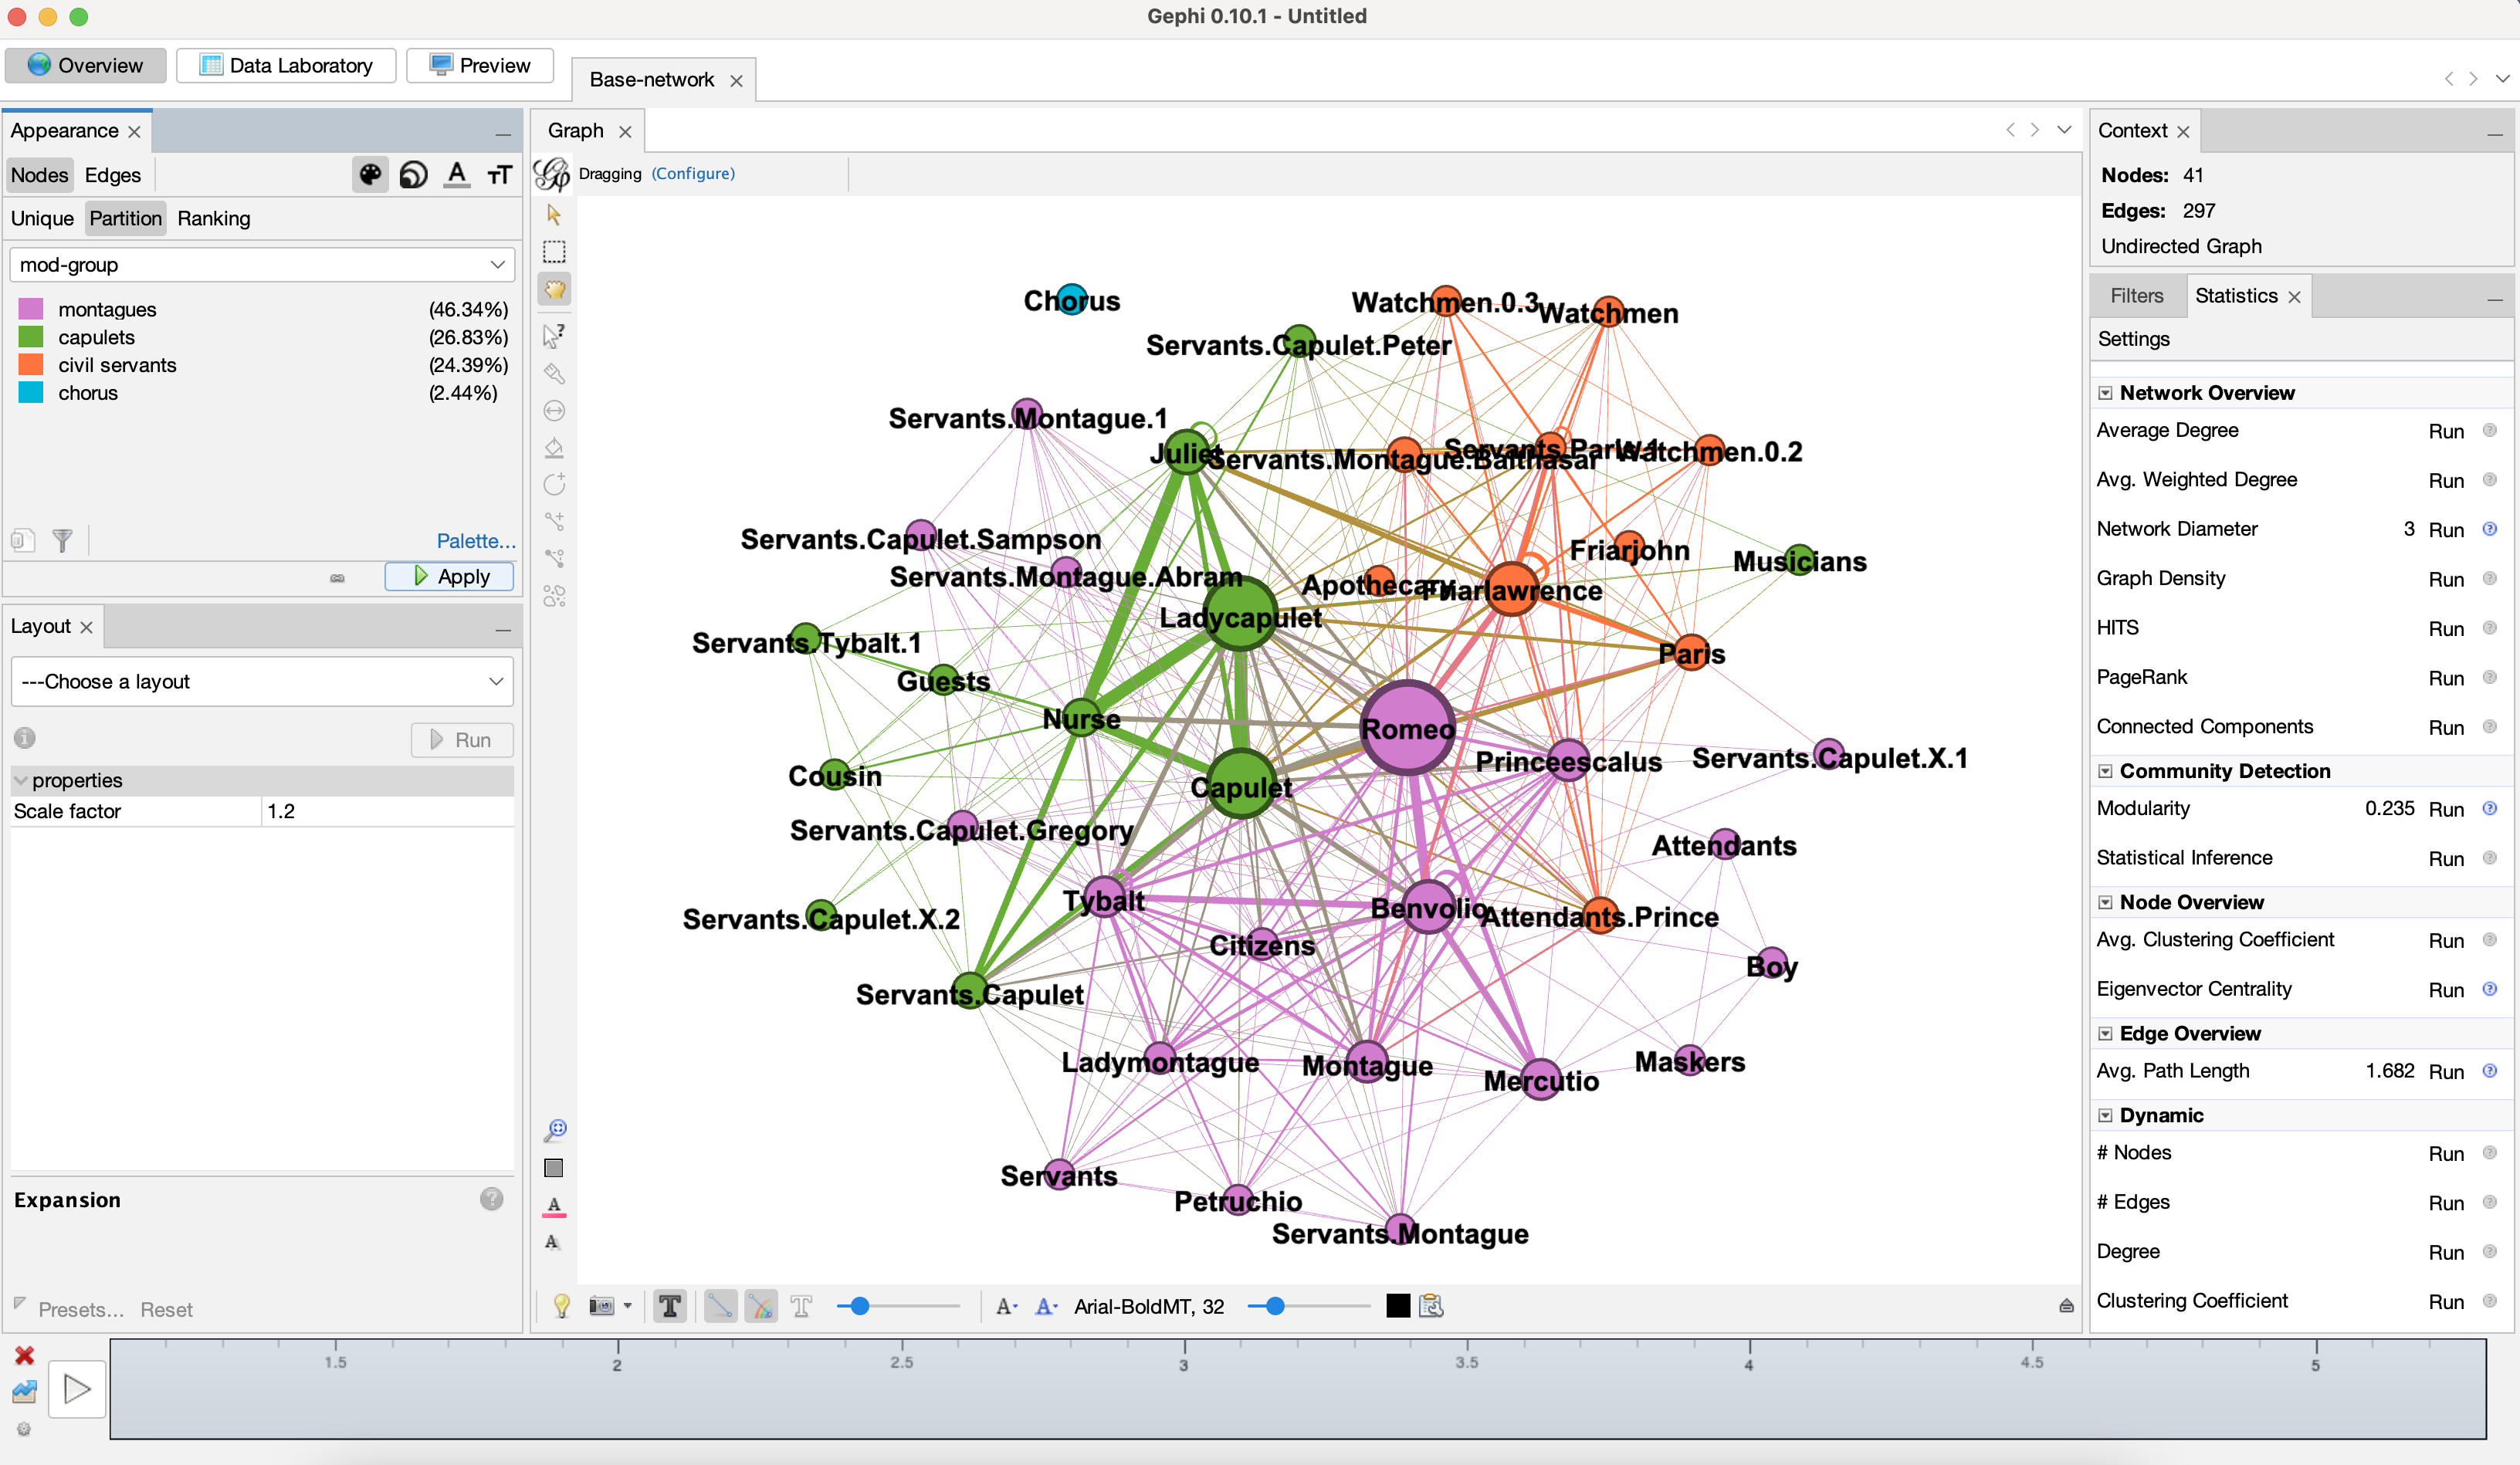 Gephi 0.10.1 - Untitled
Overview
Data Laboratory
Preview
Base-network
Appearance
Nodes
Edges
Unique
Partition
Ranking
mod-group
montagues (46.34%)
capulets (26.83%)
civil servants (24.39%)
chorus (2.44%)
Palette...
Apply
Layout
---Choose a layout
Run
properties
Scale factor 1.2
Expansion
Presets...
Reset
Graph
Dragging (Configure)
Chorus
Watchmen.0.3
Watchmen
Servants.Capulet.Peter
Servants.Montague.1
Juliet
Servants.Montague.Balthasar
Servants.Paris.1
Watchmen.0.2
Servants.Capulet.Sampson
Friarjohn
Musicians
Servants.Montague.Abram
Apothecary
Friarlawrence
Ladycapulet
Servants.Tybalt.1
Paris
Guests
Nurse
Romeo
Princeescalus
Servants.Capulet.X.1
Cousin
Capulet
Servants.Capulet.Gregory
Attendants
Tybalt
Benvolio
Servants.Capulet.X.2
Attendants.Prince
Citizens
Boy
Servants.Capulet
Ladymontague
Montague
Mercutio
Maskers
Servants
Petruchio
Servants.Montague
Arial-BoldMT, 32
Context
Nodes: 41
Edges: 297
Undirected Graph
Filters
Statistics
Settings
Network Overview
Average Degree Run
Avg. Weighted Degree Run
Network Diameter 3 Run
Graph Density Run
HITS Run
PageRank Run
Connected Components Run
Community Detection
Modularity 0.235 Run
Statistical Inference Run
Node Overview
Avg. Clustering Coefficient Run
Eigenvector Centrality Run
Edge Overview
Avg. Path Length 1.682 Run
Dynamic
# Nodes Run
# Edges Run
Degree Run
Clustering Coefficient Run
1.5 2 2.5 3 3.5 4 4.5 5